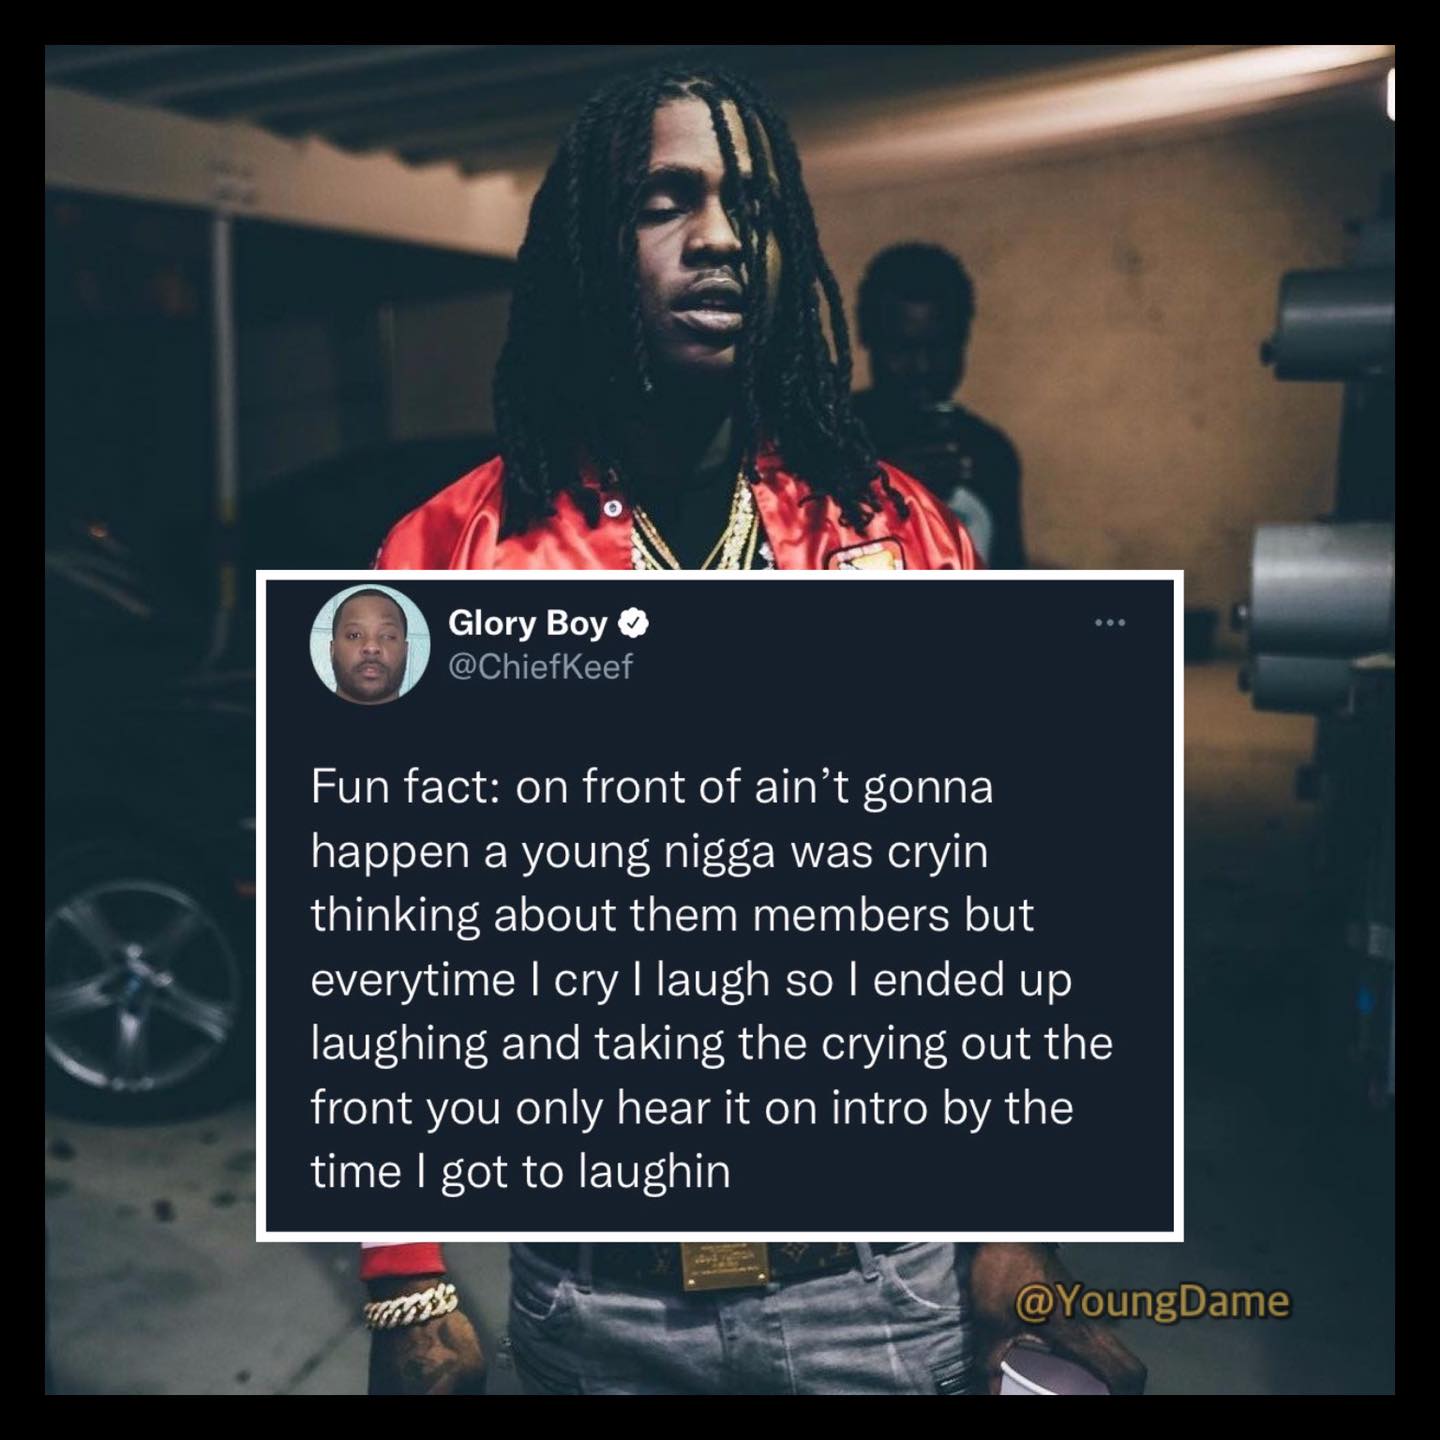 Glory Boy
@ChiefKeef
Fun fact: on front of ain’t gonna
happen a young nigga was cryin
thinking about them members but
everytime I cry I laugh so I ended up
laughing and taking the crying out the
front you only hear it on intro by the
time I got to laughin
@YoungDame